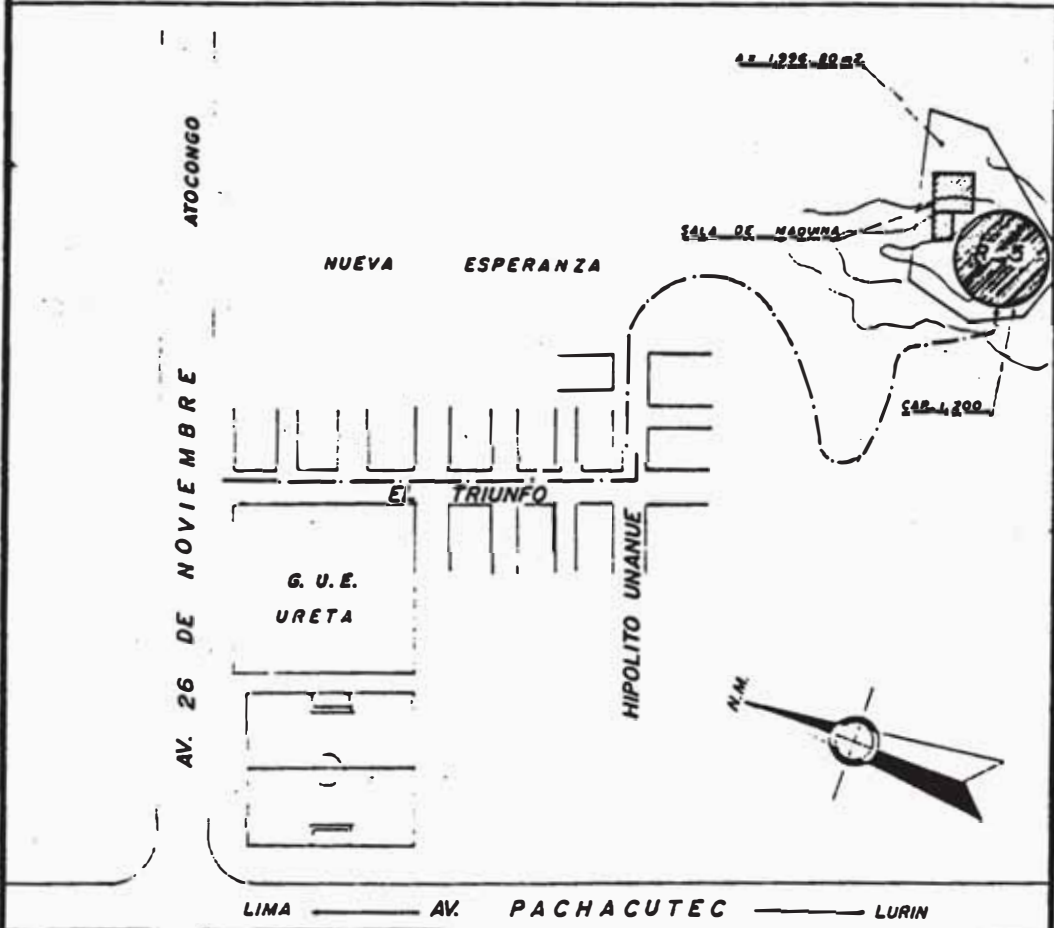 A= 1,996.80 m2
ATOCONGO
SALA DE MAQUINA
NUEVA ESPERANZA
CAP. 1,200
AV. 26 DE NOVIEMBRE
EL TRIUNFO
G. U. E.
URETA
HIPOLITO UNANUE
N.M.
LIMA AV. PACHACUTEC LURIN